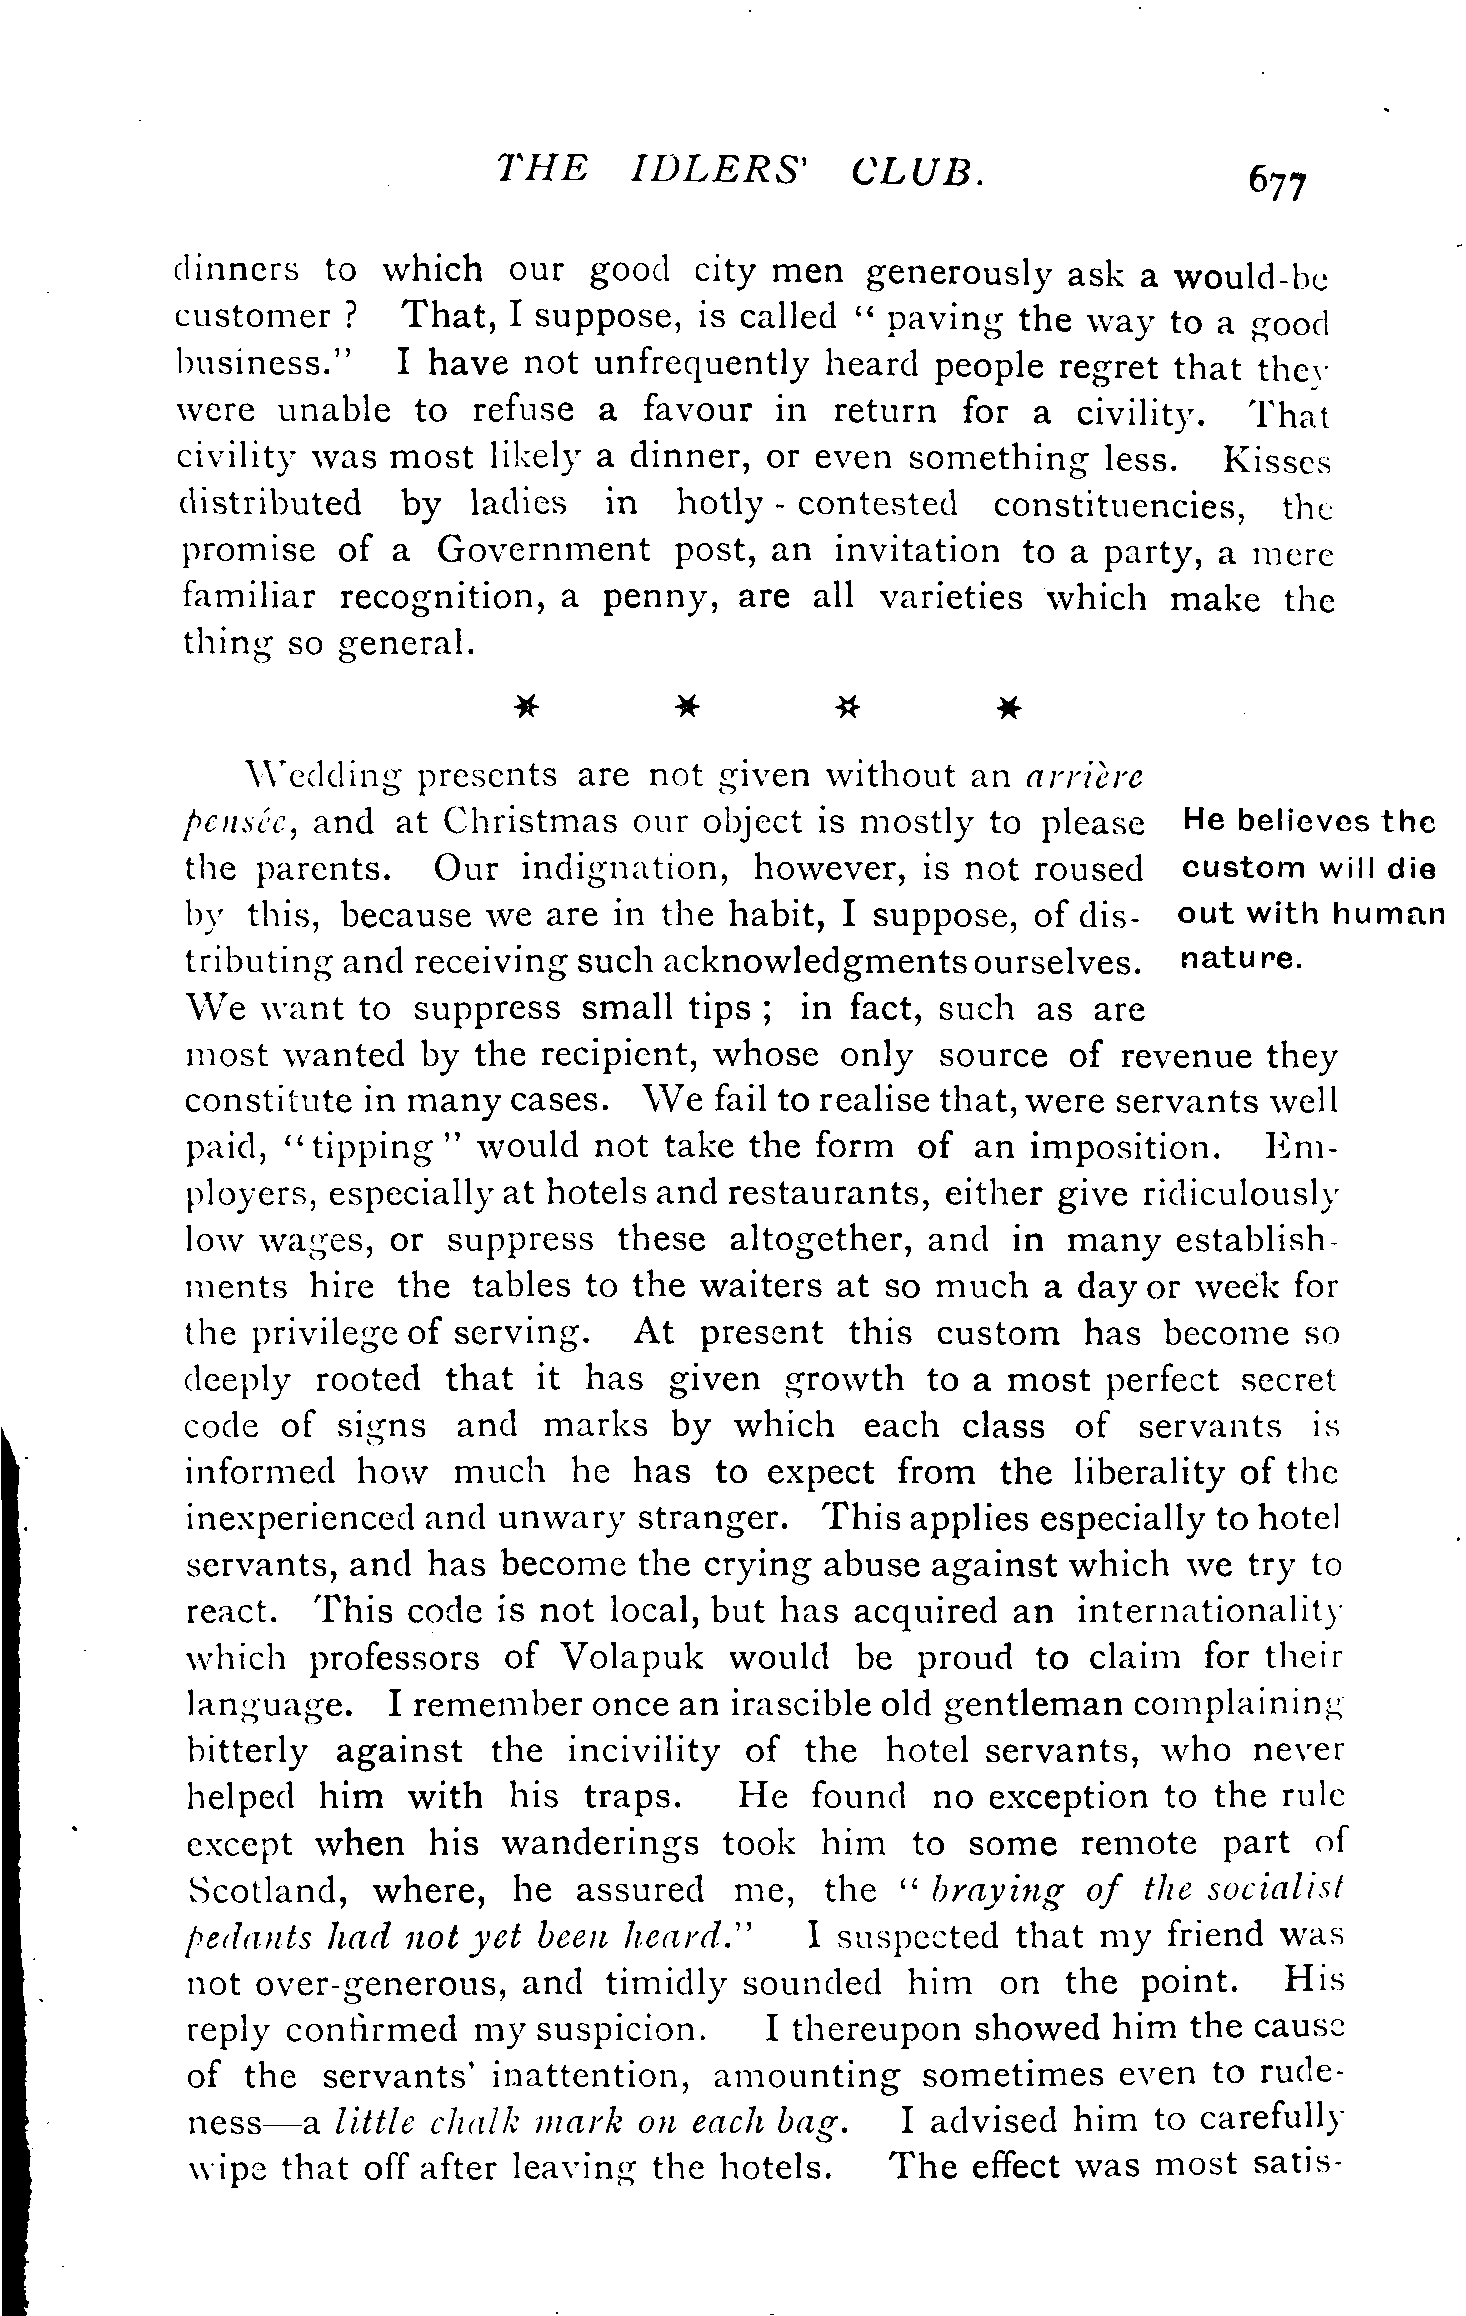 THE IDLERS' CLUB. 677
dinners to which our good city men generously ask a would-be
customer ? That, I suppose, is called “ paving the way to a good
business.” I have not unfrequently heard people regret that they
were unable to refuse a favour in return for a civility. That
civility was most likely a dinner, or even something less. Kisses
distributed by ladies in hotly - contested constituencies, the
promise of a Government post, an invitation to a party, a mere
familiar recognition, a penny, are all varieties which make the
thing so general.
* * * *
Wedding presents are not given without an arrière
pensée, and at Christmas our object is mostly to please
the parents. Our indignation, however, is not roused
by this, because we are in the habit, I suppose, of dis-
tributing and receiving such acknowledgments ourselves.
He believes the
custom will die
out with human
nature.
We want to suppress small tips ; in fact, such as are
most wanted by the recipient, whose only source of revenue they
constitute in many cases. We fail to realise that, were servants well
paid, “tipping” would not take the form of an imposition. Em-
ployers, especially at hotels and restaurants, either give ridiculously
low wages, or suppress these altogether, and in many establish-
ments hire the tables to the waiters at so much a day or week for
the privilege of serving. At present this custom has become so
deeply rooted that it has given growth to a most perfect secret
code of signs and marks by which each class of servants is
informed how much he has to expect from the liberality of the
inexperienced and unwary stranger. This applies especially to hotel
servants, and has become the crying abuse against which we try to
react. This code is not local, but has acquired an internationality
which professors of Volapuk would be proud to claim for their
language. I remember once an irascible old gentleman complaining
bitterly against the incivility of the hotel servants, who never
helped him with his traps. He found no exception to the rule
except when his wanderings took him to some remote part of
Scotland, where, he assured me, the “ braying of the socialist
pedants had not yet been heard.” I suspected that my friend was
not over-generous, and timidly sounded him on the point. His
reply confirmed my suspicion. I thereupon showed him the cause
of the servants' inattention, amounting sometimes even to rude-
ness—a little chalk mark on each bag. I advised him to carefully
wipe that off after leaving the hotels. The effect was most satis-